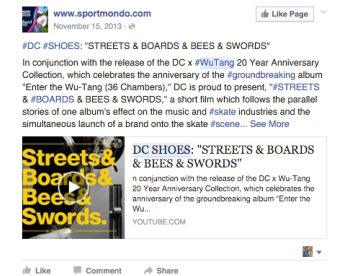 www.sportmondo.com
Like Page
November 15, 2013 ·
#DC #SHOES: "STREETS & BOARDS & BEES & SWORDS"
In conjunction with the release of the DC x #WuTang 20 Year Anniversary
Collection, which celebrates the anniversary of the #groundbreaking album
"Enter the Wu-Tang (36 Chambers)," DC is proud to present, "#STREETS
& #BOARDS & BEES & SWORDS," a short film which follows the parallel
stories of one album's effect on the music and #skate industries and the
simultaneous launch of a brand onto the skate #scene... See More
Streets&
Boards&
Bees&
Swords.
DC SHOES: "STREETS & BOARDS
& BEES & SWORDS"
n conjunction with the release of the DC x Wu-Tang
20 Year Anniversary Collection, which celebrates the
anniversary of the groundbreaking album "Enter the
Wu...
YOUTUBE.COM
Like
Comment
Share